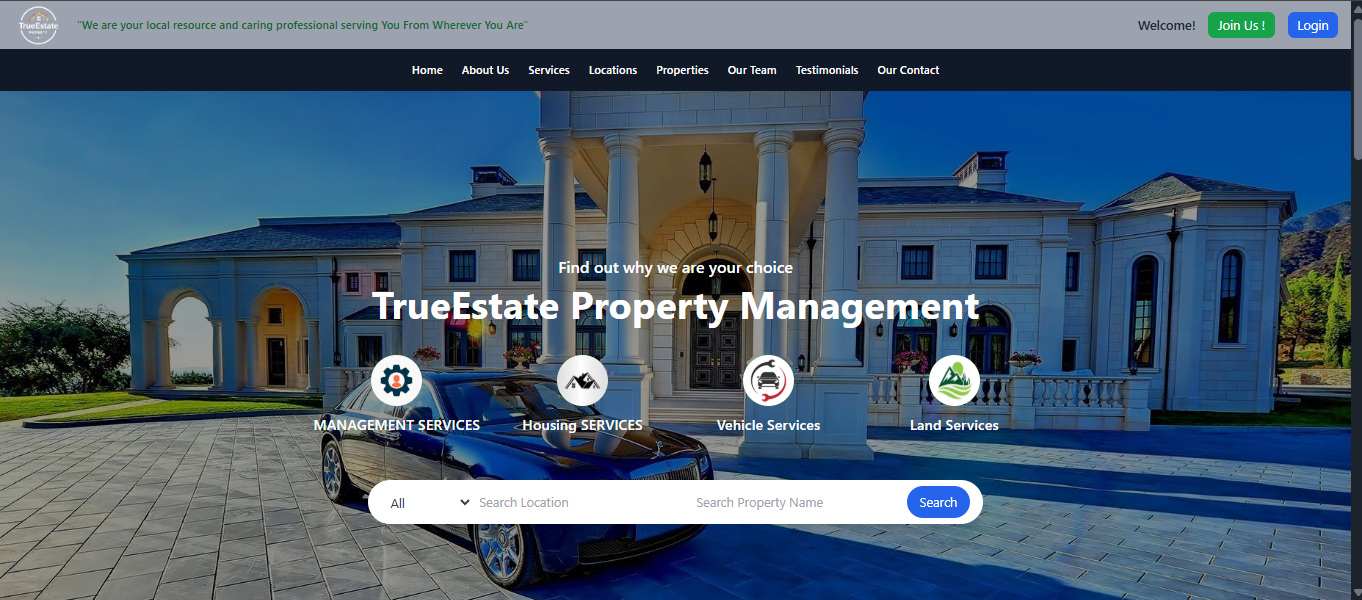 TrueEstate
PROPERTY
"We are your local resource and caring professional serving You From Wherever You Are"
Welcome!
Join Us !
Login
Home
About Us
Services
Locations
Properties
Our Team
Testimonials
Our Contact
Find out why we are your choice
TrueEstate Property Management
MANAGEMENT SERVICES
Housing SERVICES
Vehicle Services
Land Services
All
Search Location
Search Property Name
Search